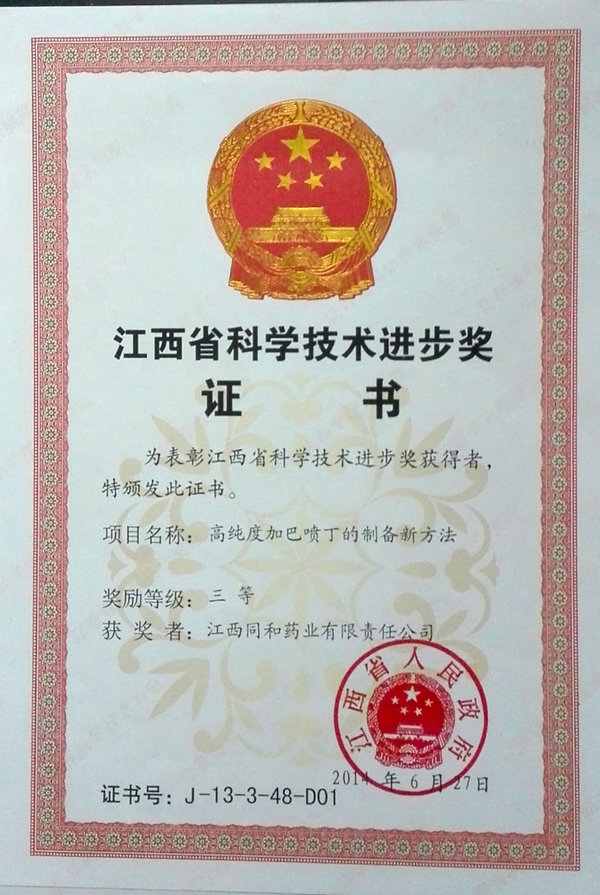 江西省科学技术进步奖
证 书
为表彰江西省科学技术进步奖获得者，
特颁发此证书。
项目名称：高纯度加巴喷丁的制备新方法
奖励等级：三 等
获 奖 者：江西同和药业有限责任公司
江西省人民政府
2014 年 6 月 27日
证书号：J-13-3-48-D01